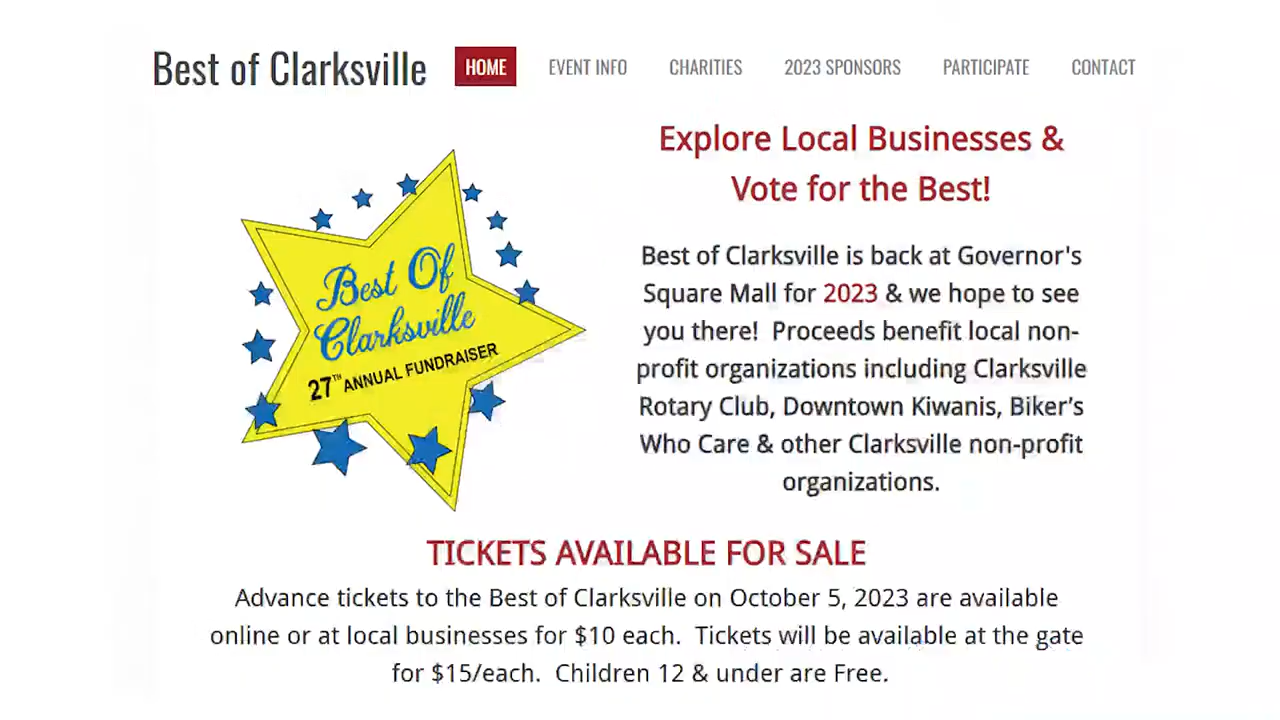 Best of Clarksville HOME EVENT INFO CHARITIES 2023 SPONSORS PARTICIPATE CONTACT
Explore Local Businesses &
Vote for the Best!
Best Of
Clarksville
27TH ANNUAL FUNDRAISER
Best of Clarksville is back at Governor's
Square Mall for 2023 & we hope to see
you there! Proceeds benefit local non-
profit organizations including Clarksville
Rotary Club, Downtown Kiwanis, Biker's
Who Care & other Clarksville non-profit
organizations.
TICKETS AVAILABLE FOR SALE
Advance tickets to the Best of Clarksville on October 5, 2023 are available
online or at local businesses for $10 each. Tickets will be available at the gate
for $15/each. Children 12 & under are Free.